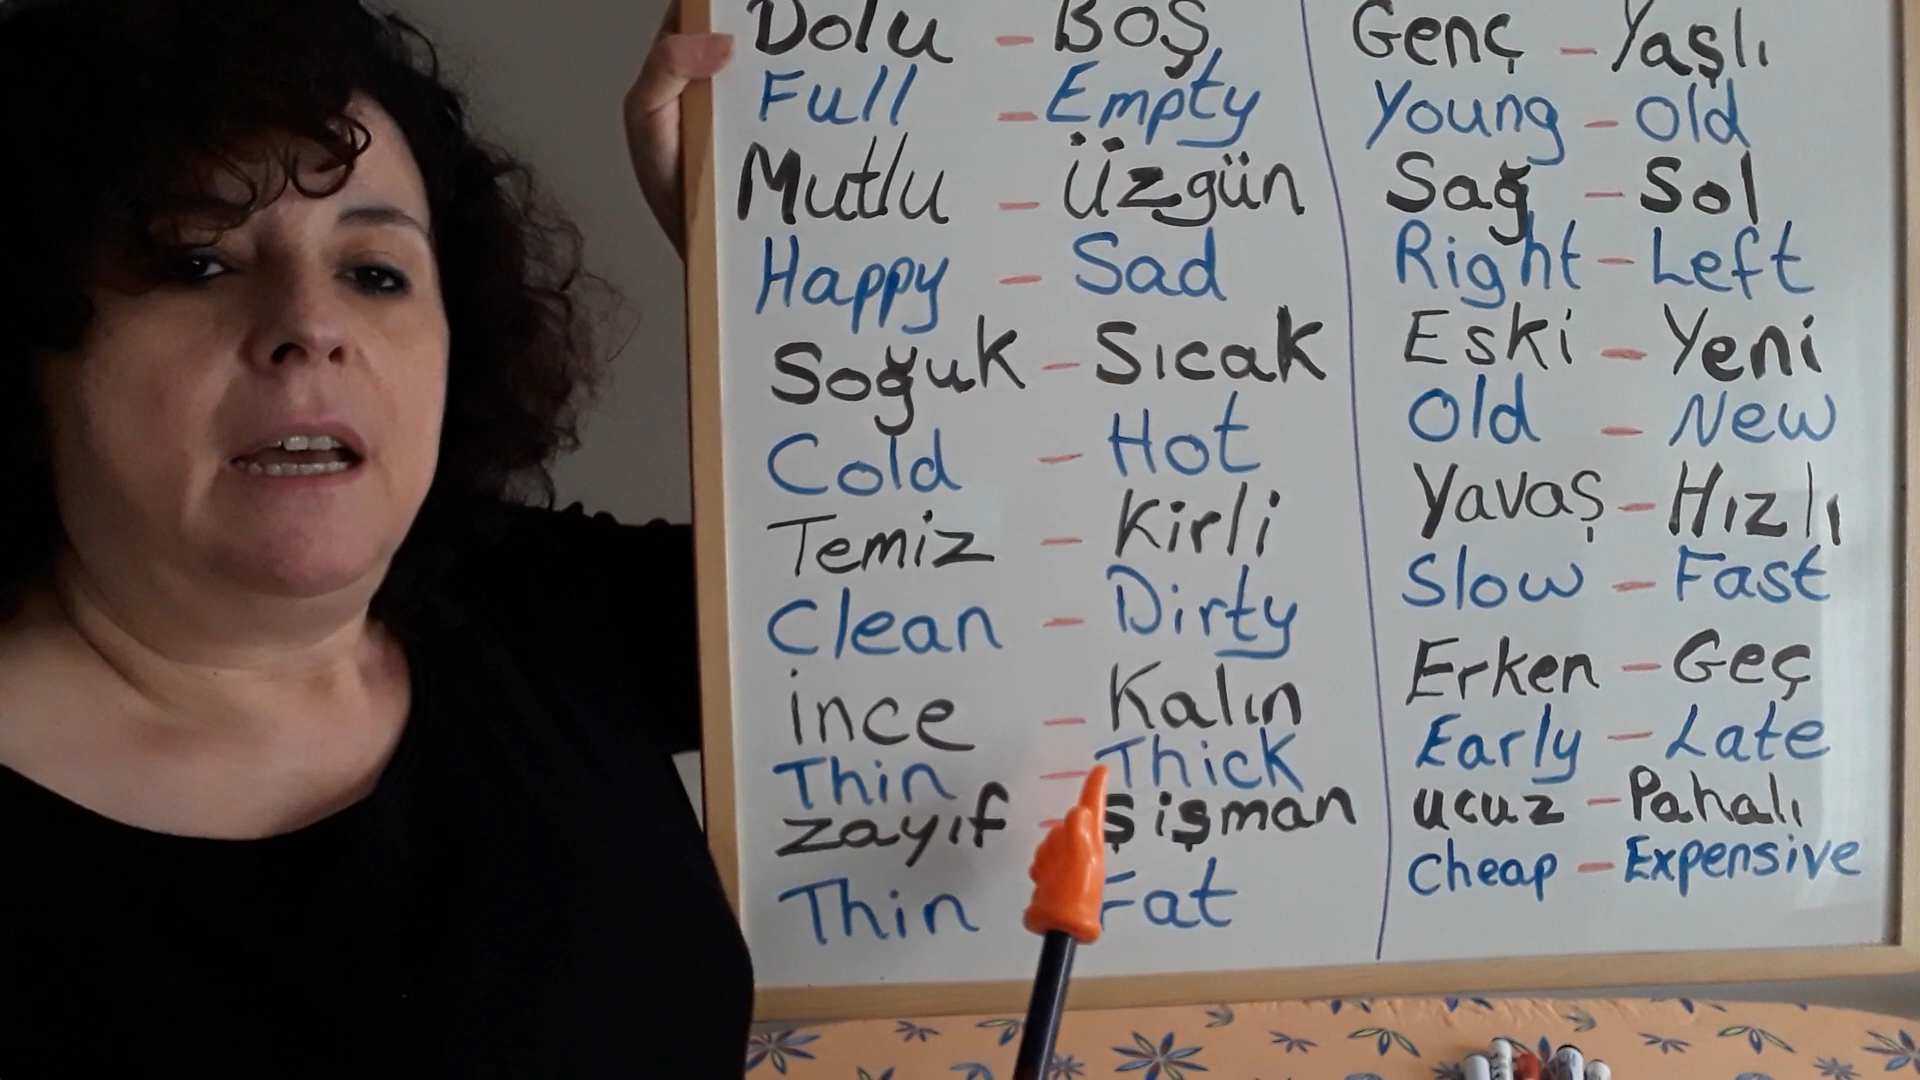 Dolu - Boş
Full - Empty
Mutlu - Üzgün
Happy - Sad
Soğuk - Sıcak
Cold - Hot
Temiz - Kirli
Clean - Dirty
İnce - Kalın
Thin - Thick
Zayıf - Şişman
Thin Fat
Genç - Yaşlı
Young - Old
Sağ - Sol
Right - Left
Eski - Yeni
Old - New
Yavaş - Hızlı
Slow - Fast
Erken - Geç
Early - Late
ucuz - Pahalı
Cheap - Expensive